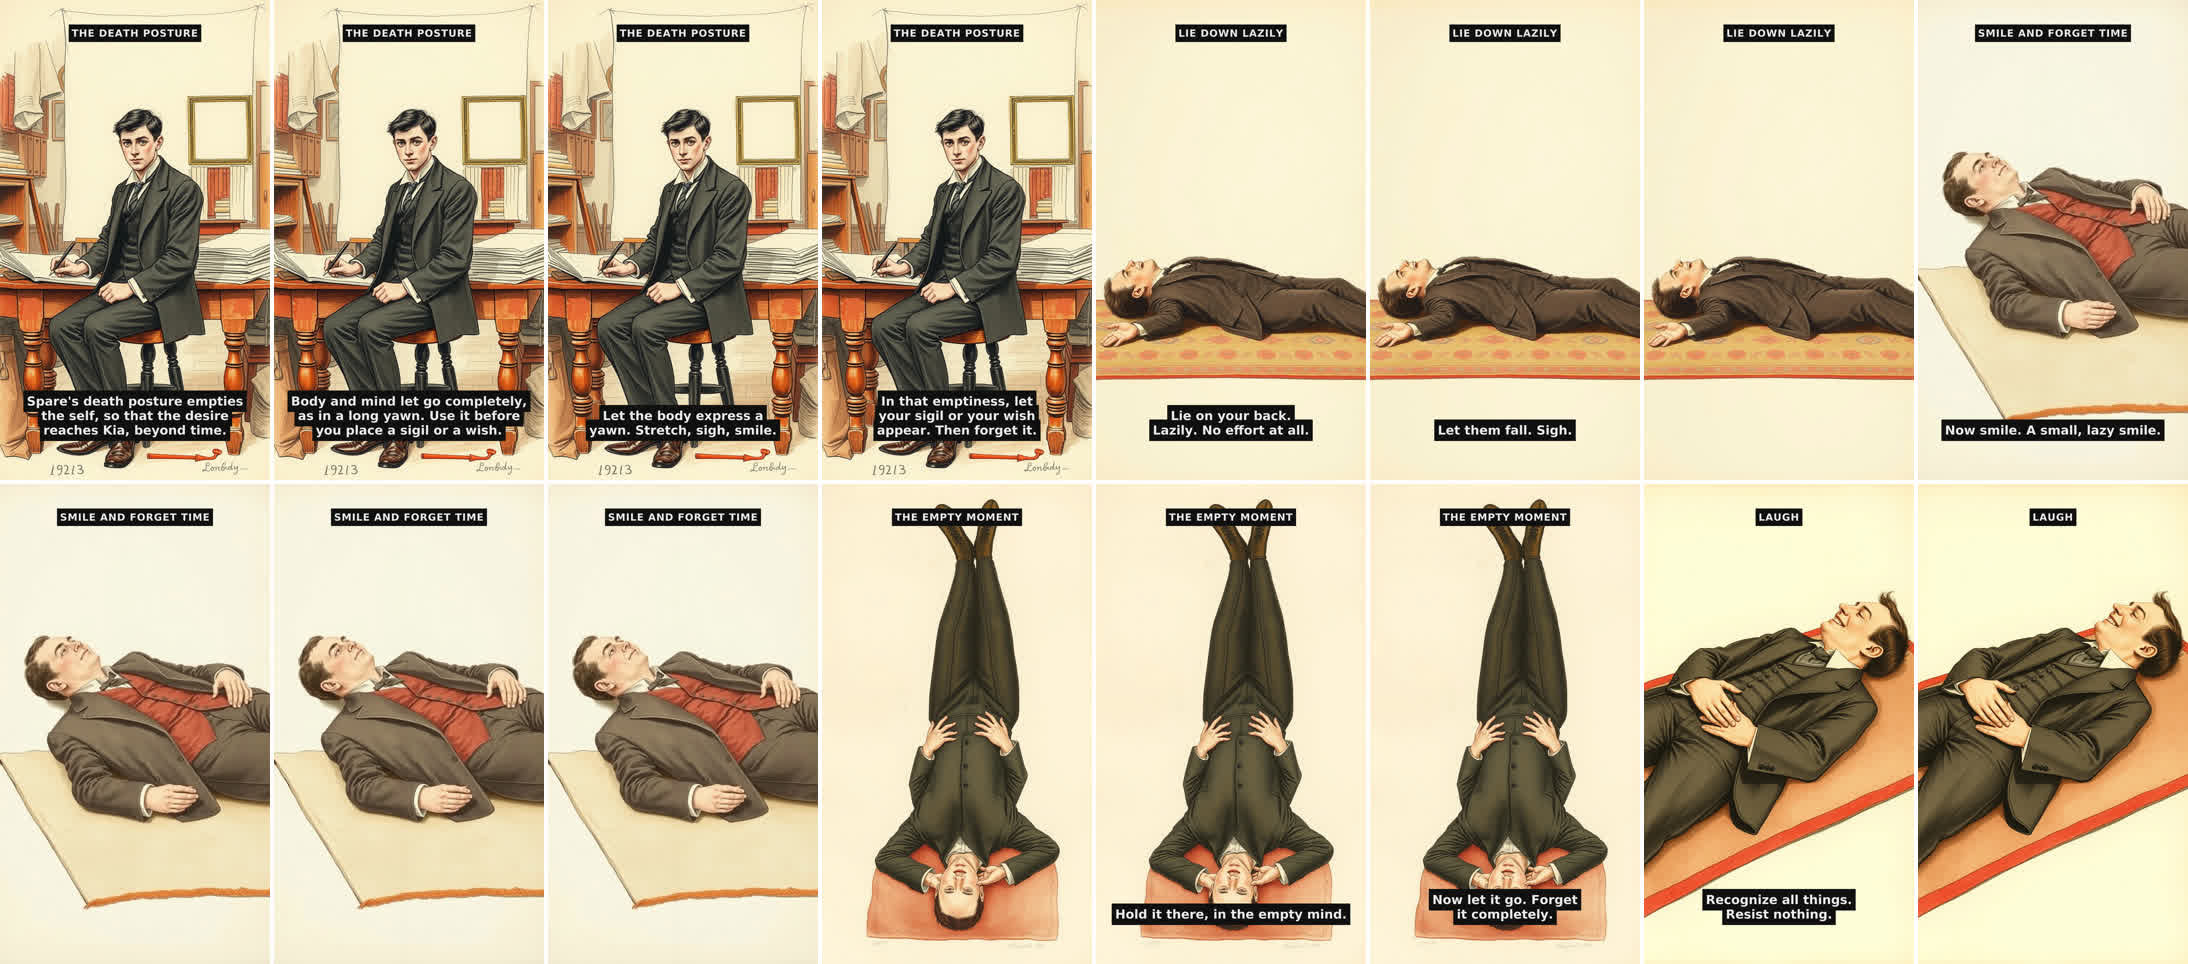 THE DEATH POSTURE
Spare's death posture empties
the self, so that the desire
reaches Kia, beyond time.
19213
THE DEATH POSTURE
Body and mind let go completely,
as in a long yawn. Use it before
you place a sigil or a wish.
19213
THE DEATH POSTURE
Let the body express a
yawn. Stretch, sigh, smile.
19213
THE DEATH POSTURE
In that emptiness, let
your sigil or your wish
appear. Then forget it.
19213
LIE DOWN LAZILY
Lie on your back.
Lazily. No effort at all.
LIE DOWN LAZILY
Let them fall. Sigh.
LIE DOWN LAZILY
SMILE AND FORGET TIME
Now smile. A small, lazy smile.
SMILE AND FORGET TIME
SMILE AND FORGET TIME
SMILE AND FORGET TIME
THE EMPTY MOMENT
THE EMPTY MOMENT
Hold it there, in the empty mind.
THE EMPTY MOMENT
Now let it go. Forget
it completely.
LAUGH
Recognize all things.
Resist nothing.
LAUGH